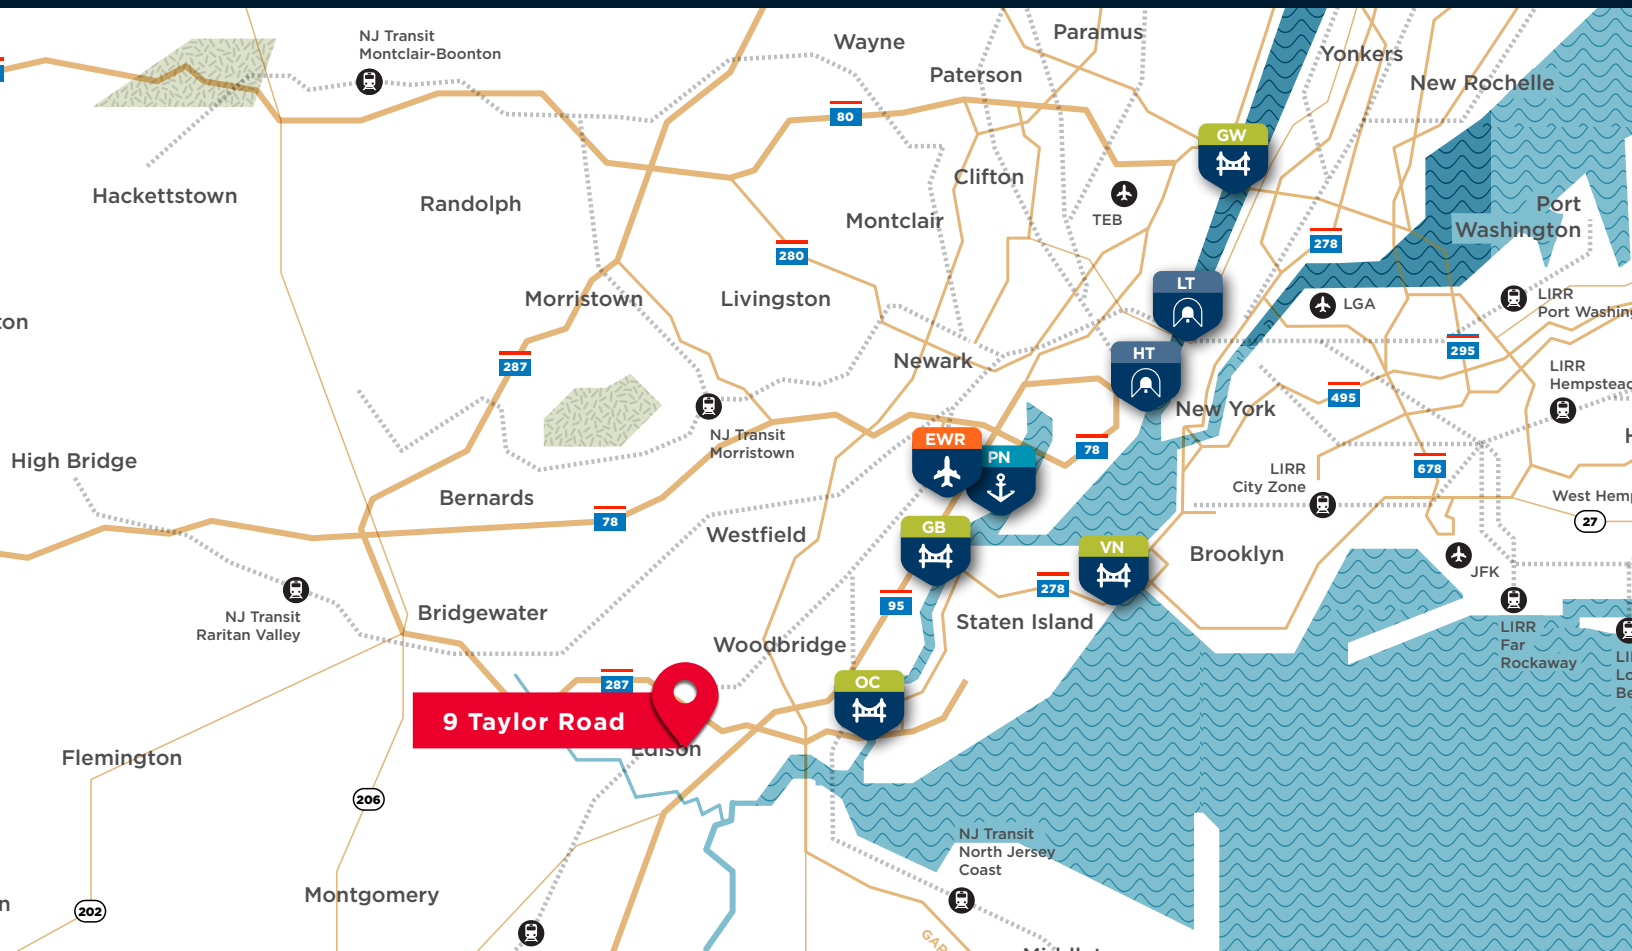 NJ Transit
Montclair-Boonton
Wayne
Paramus
Yonkers
Paterson
New Rochelle
80
GW
Hackettstown
Randolph
Clifton
Montclair
TEB
Port
Washington
278
280
LT
Morristown
Livingston
LGA
LIRR
HT
295
287
Newark
LIRR
495
New York
NJ Transit
Morristown
EWR
PN
78
High Bridge
LIRR
City Zone
678
Bernards
78
West
27
GB
Westfield
VN
Brooklyn
JFK
NJ Transit
Raritan Valley
278
95
Bridgewater
Staten Island
Woodbridge
LIRR
Far
Rockaway
287
OC
9 Taylor Road
Edison
Flemington
206
NJ Transit
North Jersey
Coast
Montgomery
202